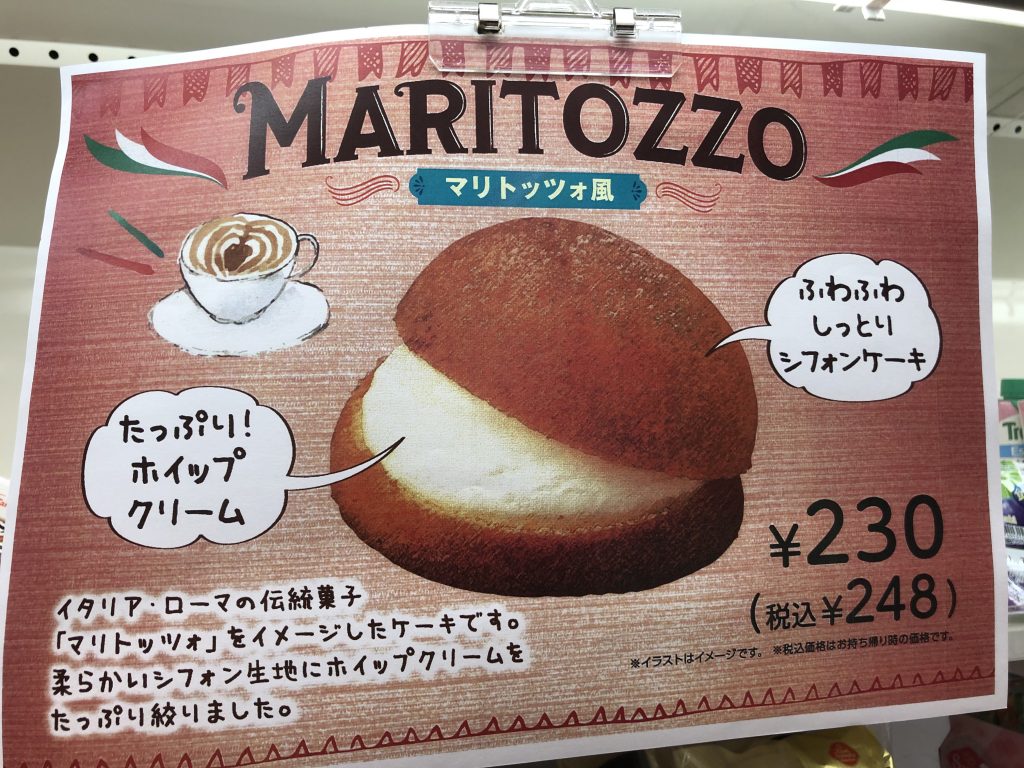 MARITOZZO
マリトッツォ風
ふわふわ
しっとり
シフォンケーキ
たっぷり!
ホイップ
クリーム
¥230
(税込¥248)
※イラストはイメージです。 ※税込価格はお持ち帰り時の価格です。
イタリア・ローマの伝統菓子
「マリトッツォ」をイメージしたケーキです。
柔らかいシフォン生地にホイップクリームを
たっぷり絞りました。